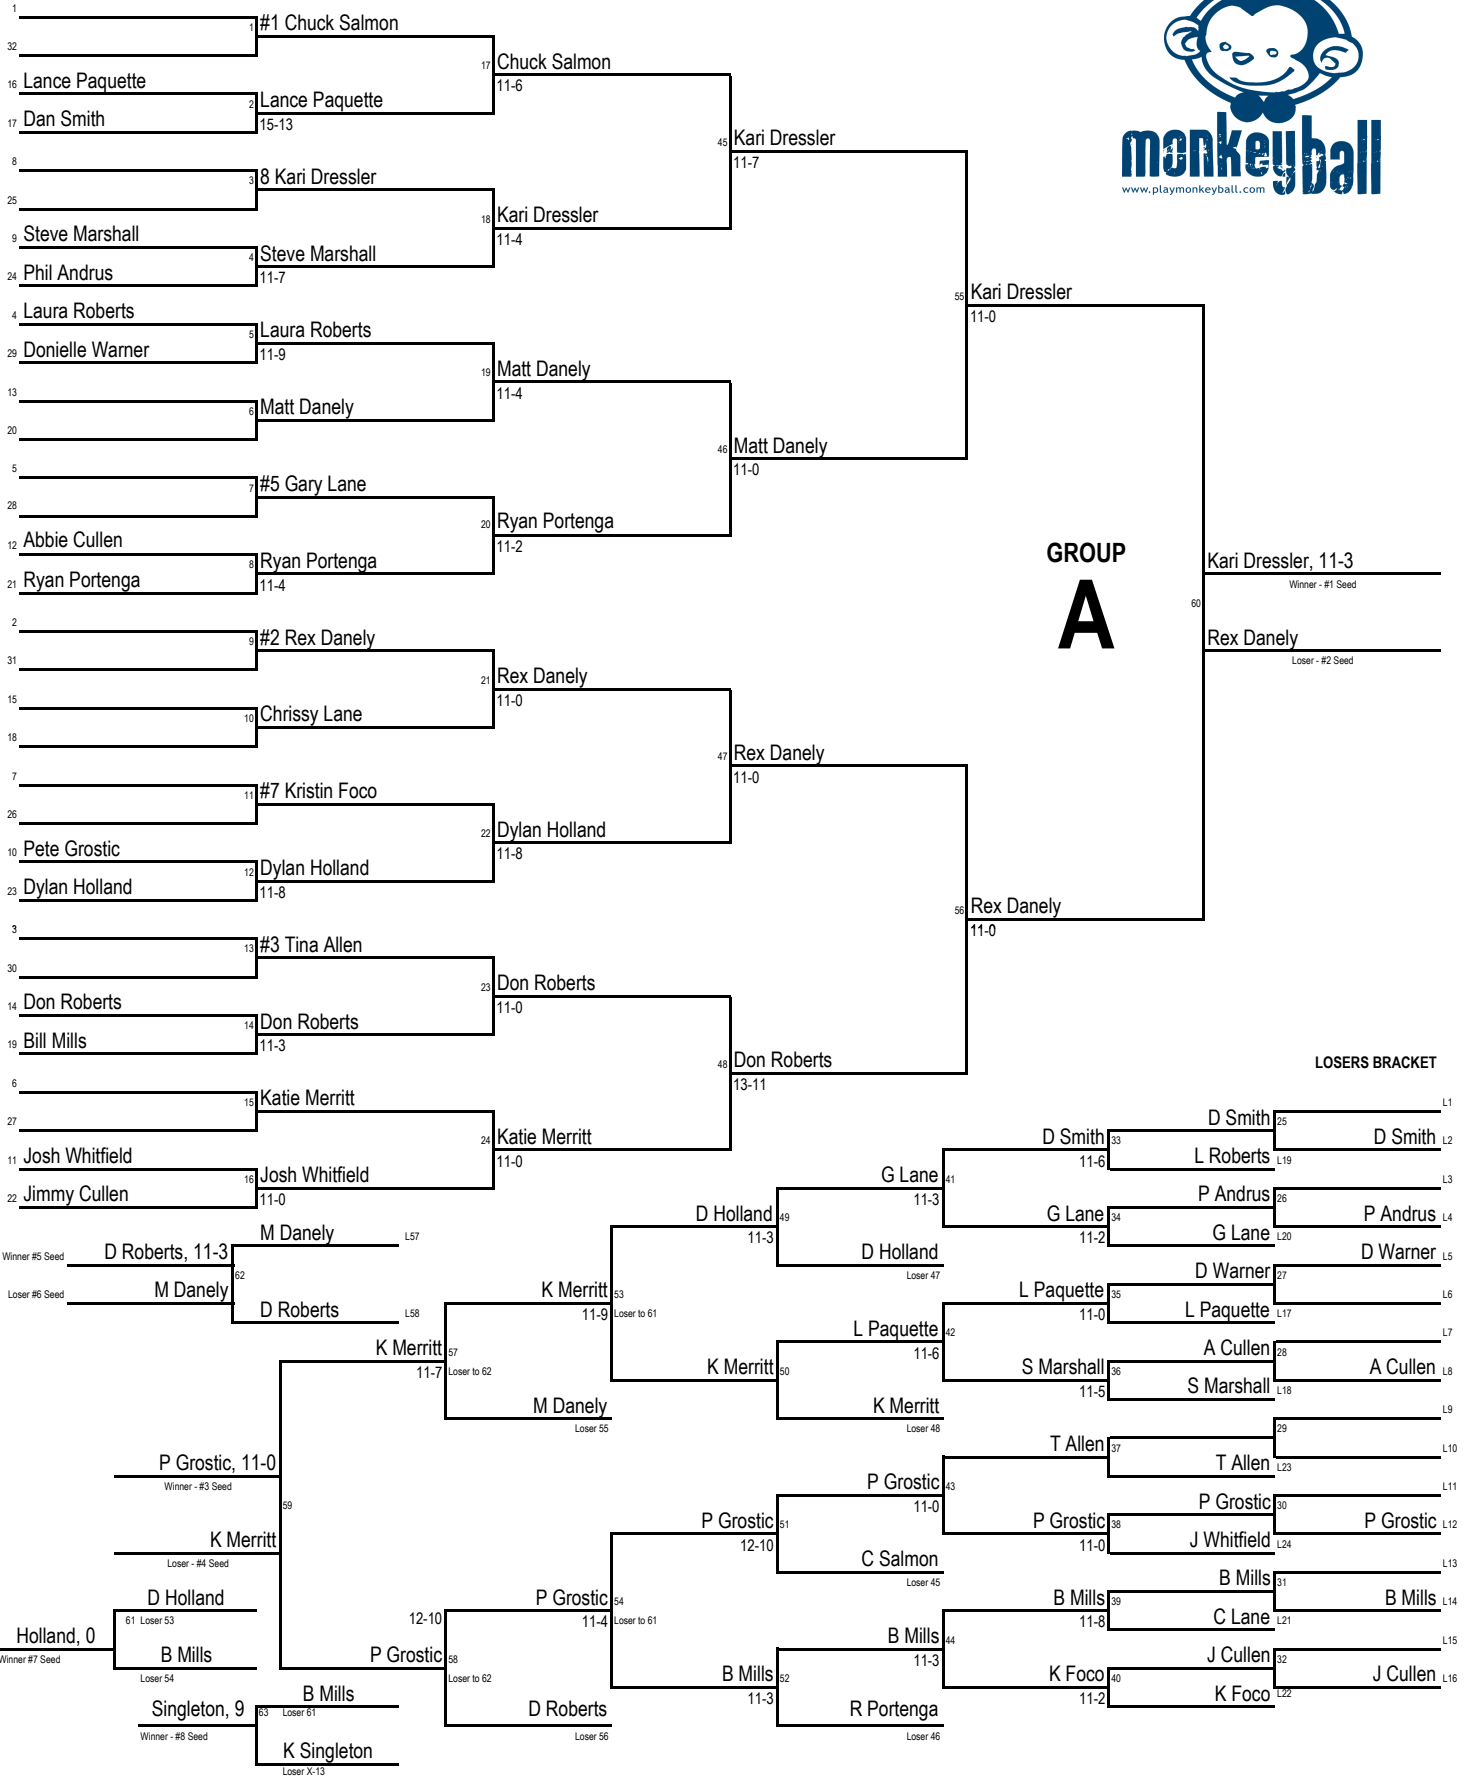 monkeyball
www.playmonkeyball.com
GROUP
A
1
1 #1 Chuck Salmon
32
17 Chuck Salmon
11-6
16 Lance Paquette
2 Lance Paquette
15-13
17 Dan Smith
45 Kari Dressler
11-7
8
3 8 Kari Dressler
25
18 Kari Dressler
11-4
9 Steve Marshall
4 Steve Marshall
11-7
24 Phil Andrus
55 Kari Dressler
11-0
4 Laura Roberts
5 Laura Roberts
11-9
29 Donielle Warner
19 Matt Danely
11-4
13
6 Matt Danely
20
46 Matt Danely
11-0
5
7 #5 Gary Lane
28
20 Ryan Portenga
11-2
12 Abbie Cullen
8 Ryan Portenga
11-4
21 Ryan Portenga
Kari Dressler, 11-3
Winner - #1 Seed
60
Rex Danely
Loser - #2 Seed
2
9 #2 Rex Danely
31
21 Rex Danely
11-0
15
10 Chrissy Lane
18
47 Rex Danely
11-0
7
11 #7 Kristin Foco
26
22 Dylan Holland
11-8
10 Pete Grostic
12 Dylan Holland
11-8
23 Dylan Holland
56 Rex Danely
11-0
3
13 #3 Tina Allen
30
23 Don Roberts
11-0
14 Don Roberts
14 Don Roberts
11-3
19 Bill Mills
48 Don Roberts
13-11
6
15 Katie Merritt
27
24 Katie Merritt
11-0
11 Josh Whitfield
16 Josh Whitfield
11-0
22 Jimmy Cullen
LOSERS BRACKET
L1
D Smith 25
D Smith L2
D Smith 33
11-6
L Roberts L19
G Lane 41
11-3
L3
P Andrus 26
P Andrus L4
G Lane 34
11-2
G Lane L20
D Holland 49
11-3
D Holland
Loser 47
D Warner L5
D Warner 27
L6
L Paquette 35
11-0
L Paquette L17
L Paquette 42
11-6
L7
A Cullen 28
A Cullen L8
S Marshall 36
11-5
S Marshall L18
K Merritt 53
11-9 Loser to 61
K Merritt 50
K Merritt
Loser 48
M Danely L57
Winner #5 Seed D Roberts, 11-3
62
Loser #6 Seed M Danely
D Roberts L58
K Merritt 57
11-7 Loser to 62
M Danely
Loser 55
L9
29
L10
T Allen 37
T Allen L23
P Grostic 43
11-0
L11
P Grostic 30
P Grostic L12
P Grostic 38
11-0
J Whitfield L24
P Grostic, 11-0
Winner - #3 Seed
59
K Merritt
Loser - #4 Seed
P Grostic 51
12-10
C Salmon
Loser 45
L13
B Mills 31
B Mills L14
B Mills 39
11-8
C Lane L21
B Mills 44
11-3
L15
J Cullen 32
J Cullen L16
K Foco 40
11-2
K Foco L22
P Grostic 54
11-4 Loser to 61
B Mills 52
11-3
R Portenga
Loser 46
12-10
P Grostic 58
Loser to 62
D Roberts
Loser 56
D Holland
61 Loser 53
Holland, 0
Winner #7 Seed
B Mills
Loser 54
B Mills
Singleton, 9 63 Loser 61
Winner - #8 Seed
K Singleton
Loser X-13